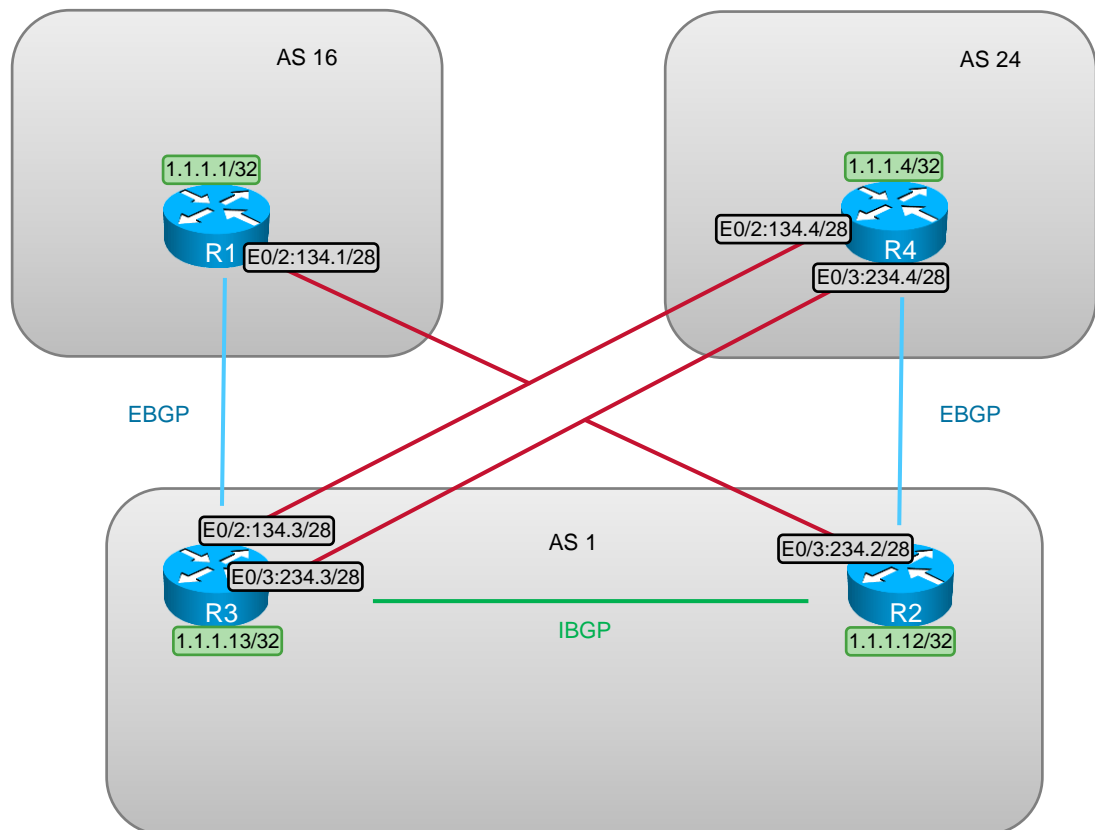 AS 16
AS 24
1.1.1.1/32
1.1.1.4/32
R1
E0/2:134.1/28
E0/2:134.4/28
R4
E0/3:234.4/28
EBGP
EBGP
AS 1
E0/2:134.3/28
E0/3:234.3/28
E0/3:234.2/28
R3
R2
IBGP
1.1.1.13/32
1.1.1.12/32